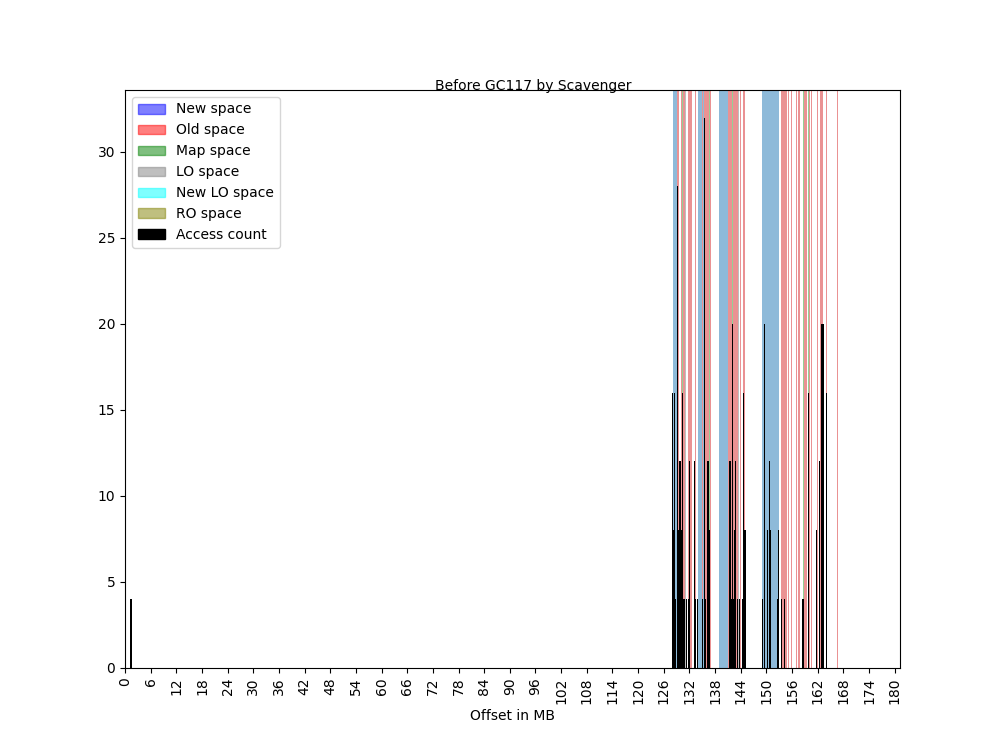 Before GC117 by Scavenger
New space
Old space
Map space
LO space
New LO space
RO space
Access count
30
25
20
15
10
5
0
0 6 12 18 24 30 36 42 48 54 60 66 72 78 84 90 96 102 108 114 120 126 132 138 144 150 156 162 168 174 180
Offset in MB